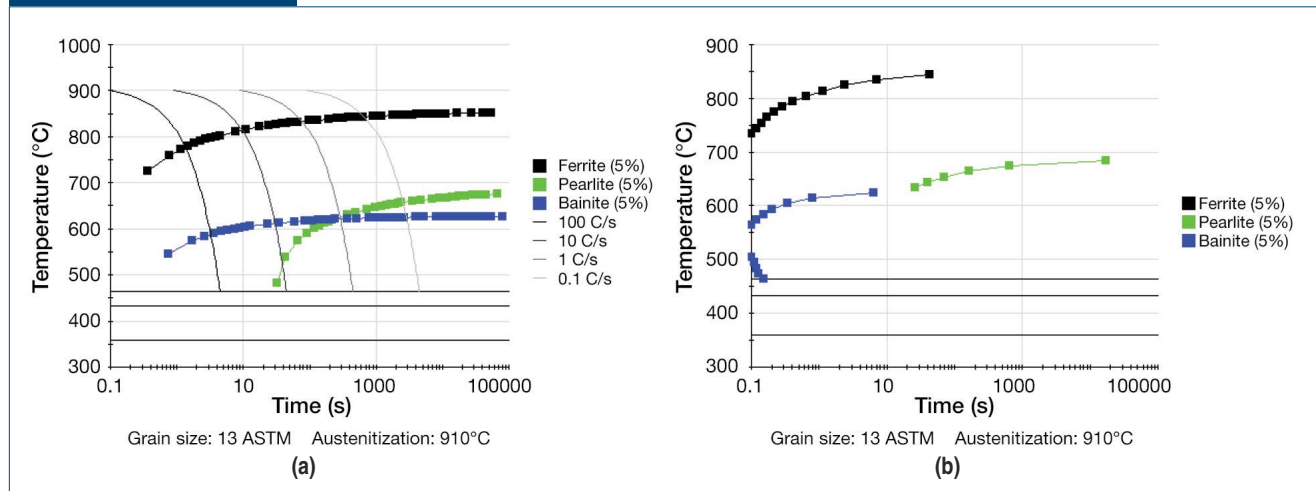 1000
900
800
700
600
500
400
300
Temperature (°C)
0.1
10
1000
100000
Time (s)
Ferrite (5%)
Pearlite (5%)
Bainite (5%)
100 C/s
10 C/s
1 C/s
0.1 C/s
Grain size: 13 ASTM Austenitization: 910°C
(a)
900
800
700
600
500
400
300
Temperature (°C)
0.1
10
1000
100000
Time (s)
Ferrite (5%)
Pearlite (5%)
Bainite (5%)
Grain size: 13 ASTM Austenitization: 910°C
(b)